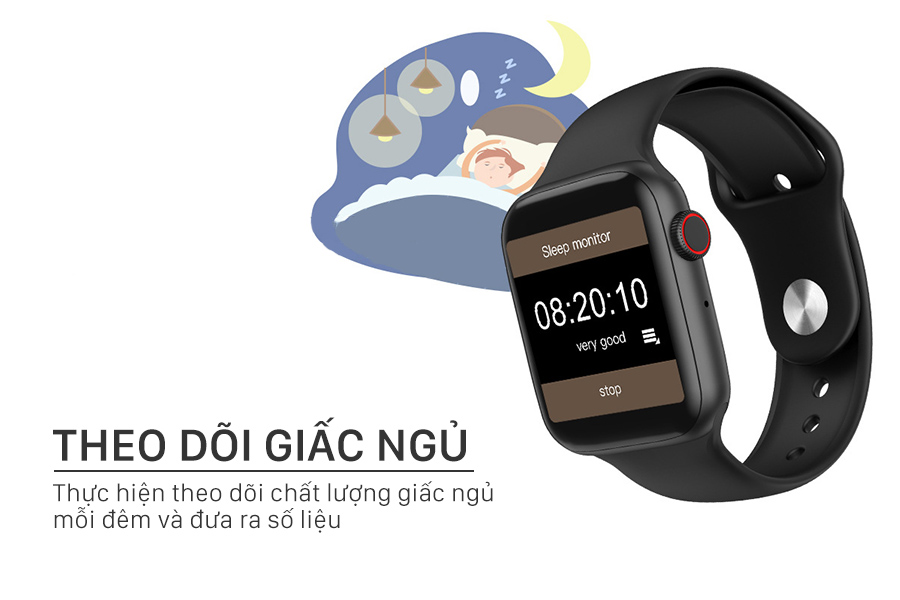 z
z
z
z
Sleep monitor
08:20:10
very good
stop
THEO DÕI GIẤC NGỦ
Thực hiện theo dõi chất lượng giấc ngủ
mỗi đêm và đưa ra số liệu